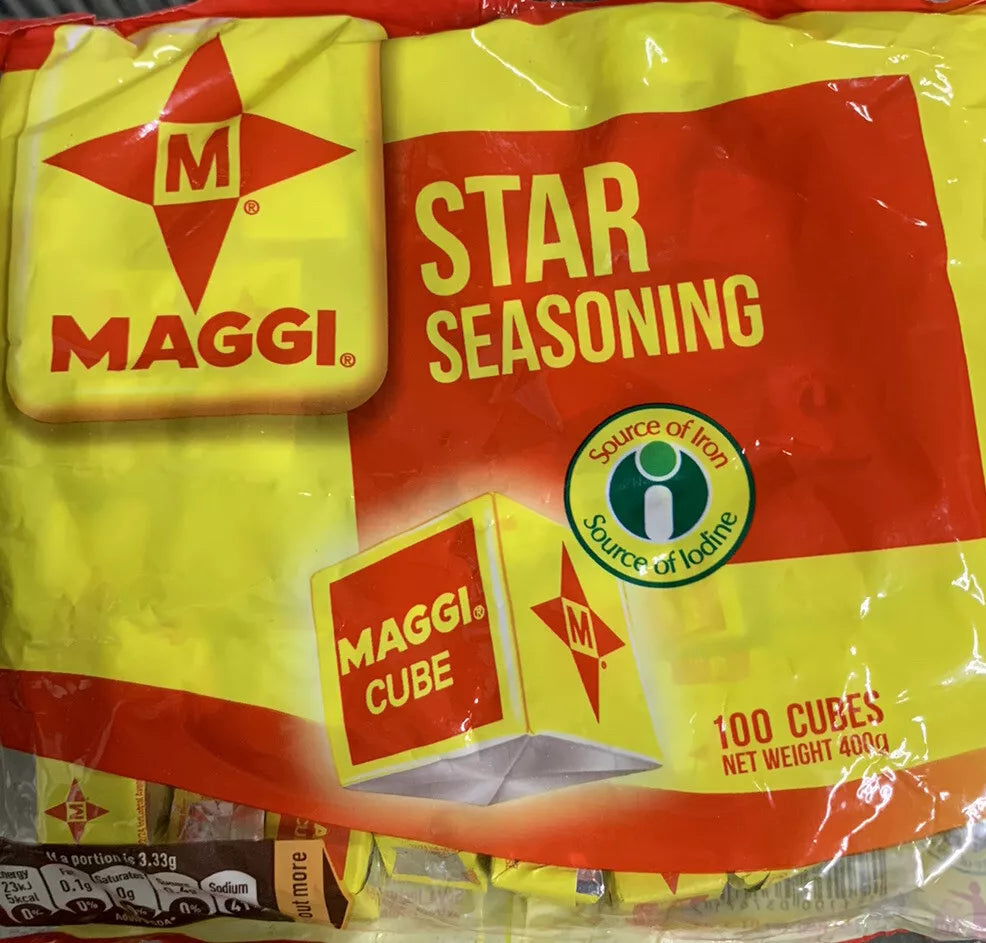 M
®
MAGGI®
STAR
SEASONING
Source of Iron
Source of Iodine
MAGGI®
CUBE
M
100 CUBES
NET WEIGHT 400g
M
a portion is 3.33g
23kJ
5kcal
0%
0.1g
0%
Saturates
0g
0%
Sodium
out more